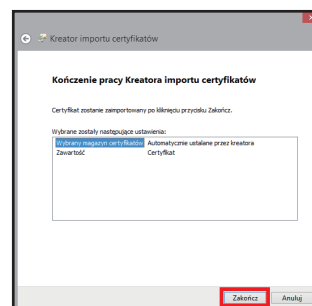 Kreator importu certyfikatów
Kończenie pracy Kreatora importu certyfikatów
Certyfikat zostanie zaimportowany po kliknięciu przycisku Zakończ.
Wybrane zostały następujące ustawienia:
Wybrany magazyn certyfikatów Automatycznie ustalane przez kreatora
Zawartość Certyfikat
Zakończ Anuluj